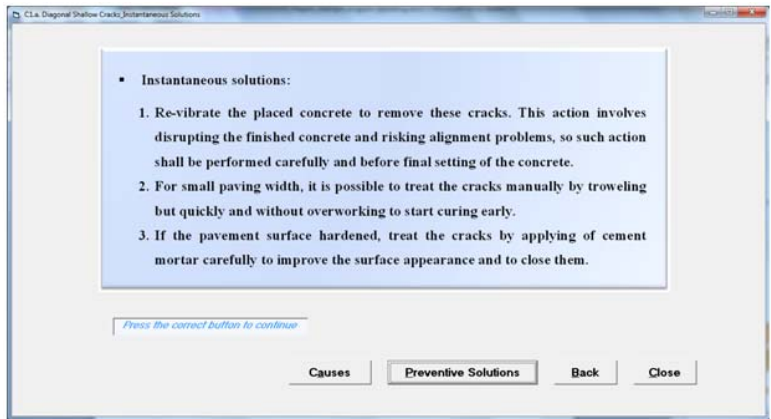 C1.a. Diagonal Shallow Cracks_Instantaneous Solutions
▪ Instantaneous solutions:
1. Re-vibrate the placed concrete to remove these cracks. This action involves
disrupting the finished concrete and risking alignment problems, so such action
shall be performed carefully and before final setting of the concrete.
2. For small paving width, it is possible to treat the cracks manually by troweling
but quickly and without overworking to start curing early.
3. If the pavement surface hardened, treat the cracks by applying of cement
mortar carefully to improve the surface appearance and to close them.
Press the correct button to continue
Causes Preventive Solutions Back Close